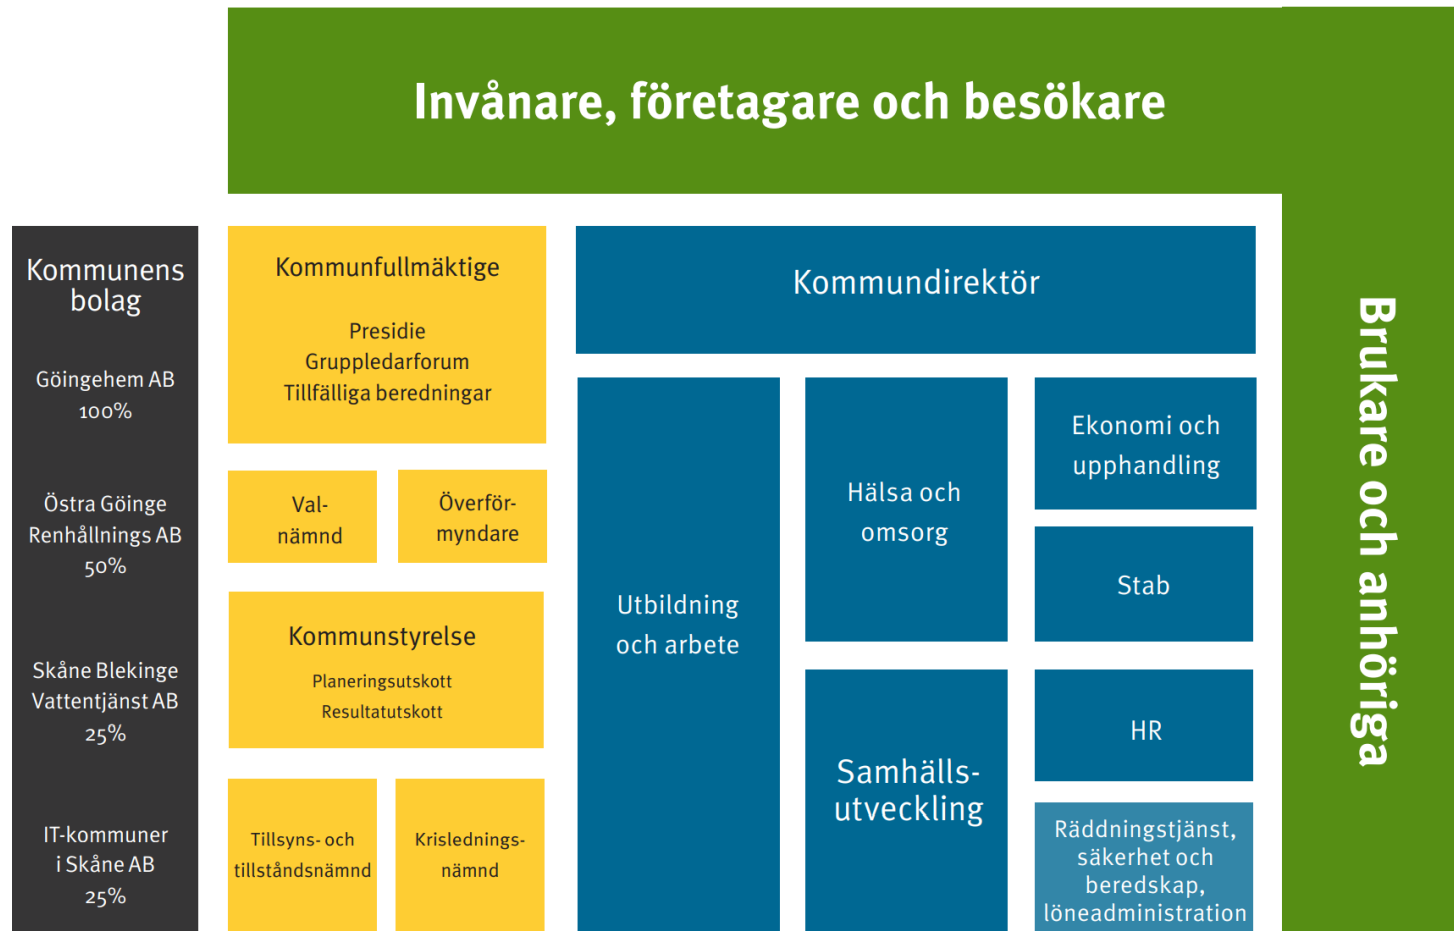 Invånare, företagare och besökare
Brukare och anhöriga
Kommunens
bolag
Göingehem AB
100%
Östra Göinge
Renhållnings AB
50%
Skåne Blekinge
Vattentjänst AB
25%
IT-kommuner
i Skåne AB
25%
Kommunfullmäktige
Presidie
Gruppledarforum
Tillfälliga beredningar
Val-
nämnd
Överför-
myndare
Kommunstyrelse
Planeringsutskott
Resultatutskott
Tillsyns- och
tillståndsnämnd
Krislednings-
nämnd
Kommundirektör
Utbildning
och arbete
Hälsa och
omsorg
Samhälls-
utveckling
Ekonomi och
upphandling
Stab
HR
Räddningstjänst,
säkerhet och
beredskap,
löneadministration